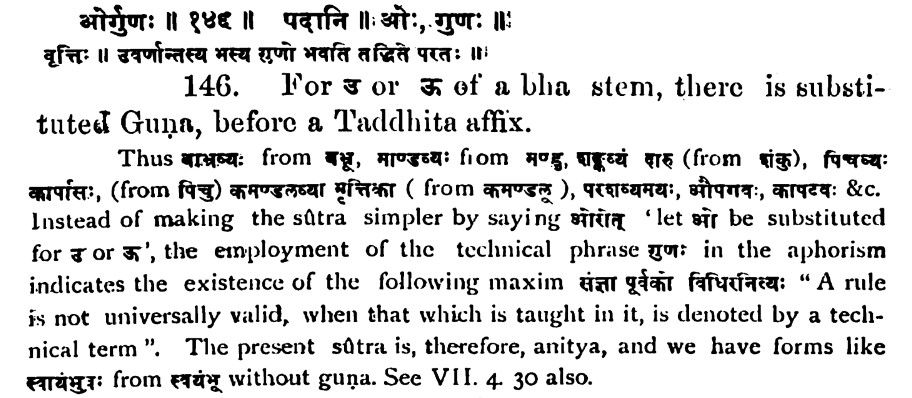 ओर्गुणः ॥ १४६ ॥ पदानि ॥ ओः, गुणः ॥
वृत्तिः ॥ उवर्णान्तस्य भस्य गुणो भवति तद्धिते परतः ॥
146. For उ or ऊ of a bha stem, there is substi-
tuted Guṇa, before a Taddhita affix.
Thus बाभ्रव्यः from बभ्रू, माण्डव्यः from मण्डु, शङ्कव्यं दारु (from शंकु), पिचव्यः
कार्पासः, (from पिचु) कमण्डलव्या मृत्तिका ( from कमण्डलू ), परशव्यमयः, औपगवः, कापटवः &c.
Instead of making the sûtra simpler by saying ओरोत् ‘ let ओ be substituted
for उ or ऊ’, the employment of the technical phrase गुणः in the aphorism
indicates the existence of the following maxim संज्ञा पूर्वको विधिरनित्यः “ A rule
is not universally valid, when that which is taught in it, is denoted by a tech-
nical term ”. The present sûtra is, therefore, anitya, and we have forms like
स्वायंभुवः from स्वयंभू without guṇa. See VII. 4. 30 also.